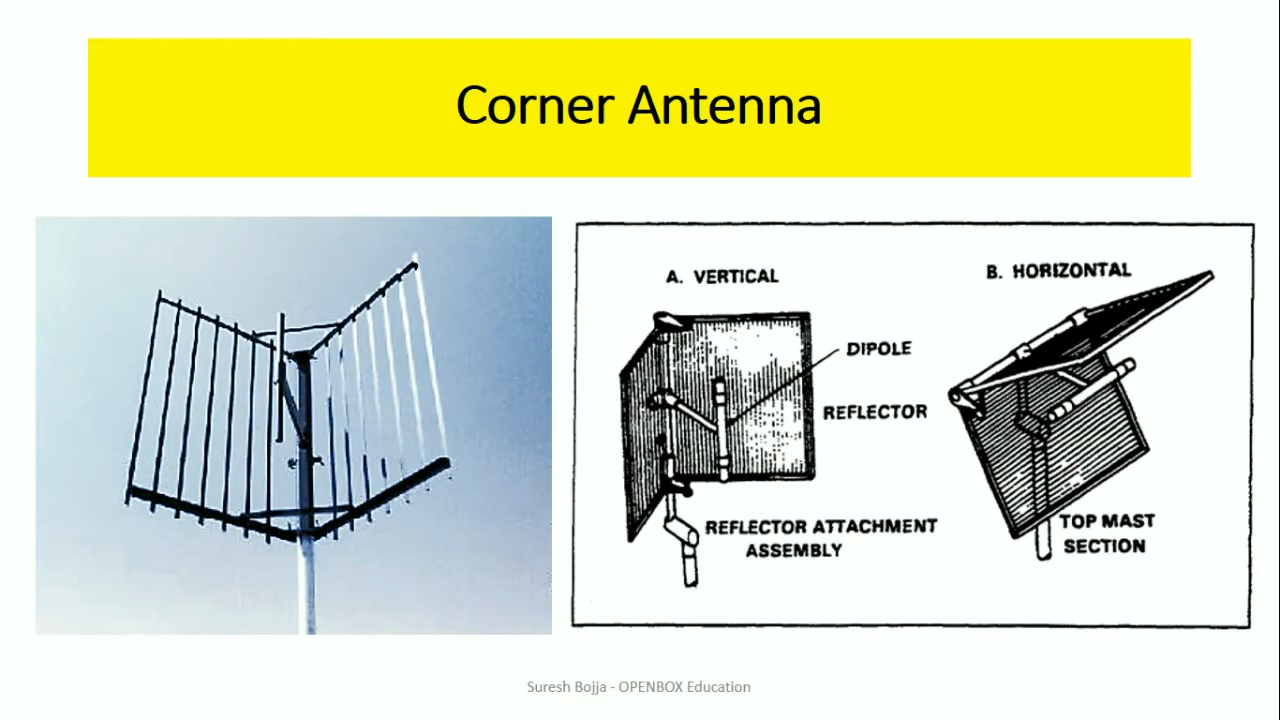 Corner Antenna
A. VERTICAL
B. HORIZONTAL
DIPOLE
REFLECTOR
REFLECTOR ATTACHMENT
ASSEMBLY
TOP MAST
SECTION
Suresh Bojja - OPENBOX Education